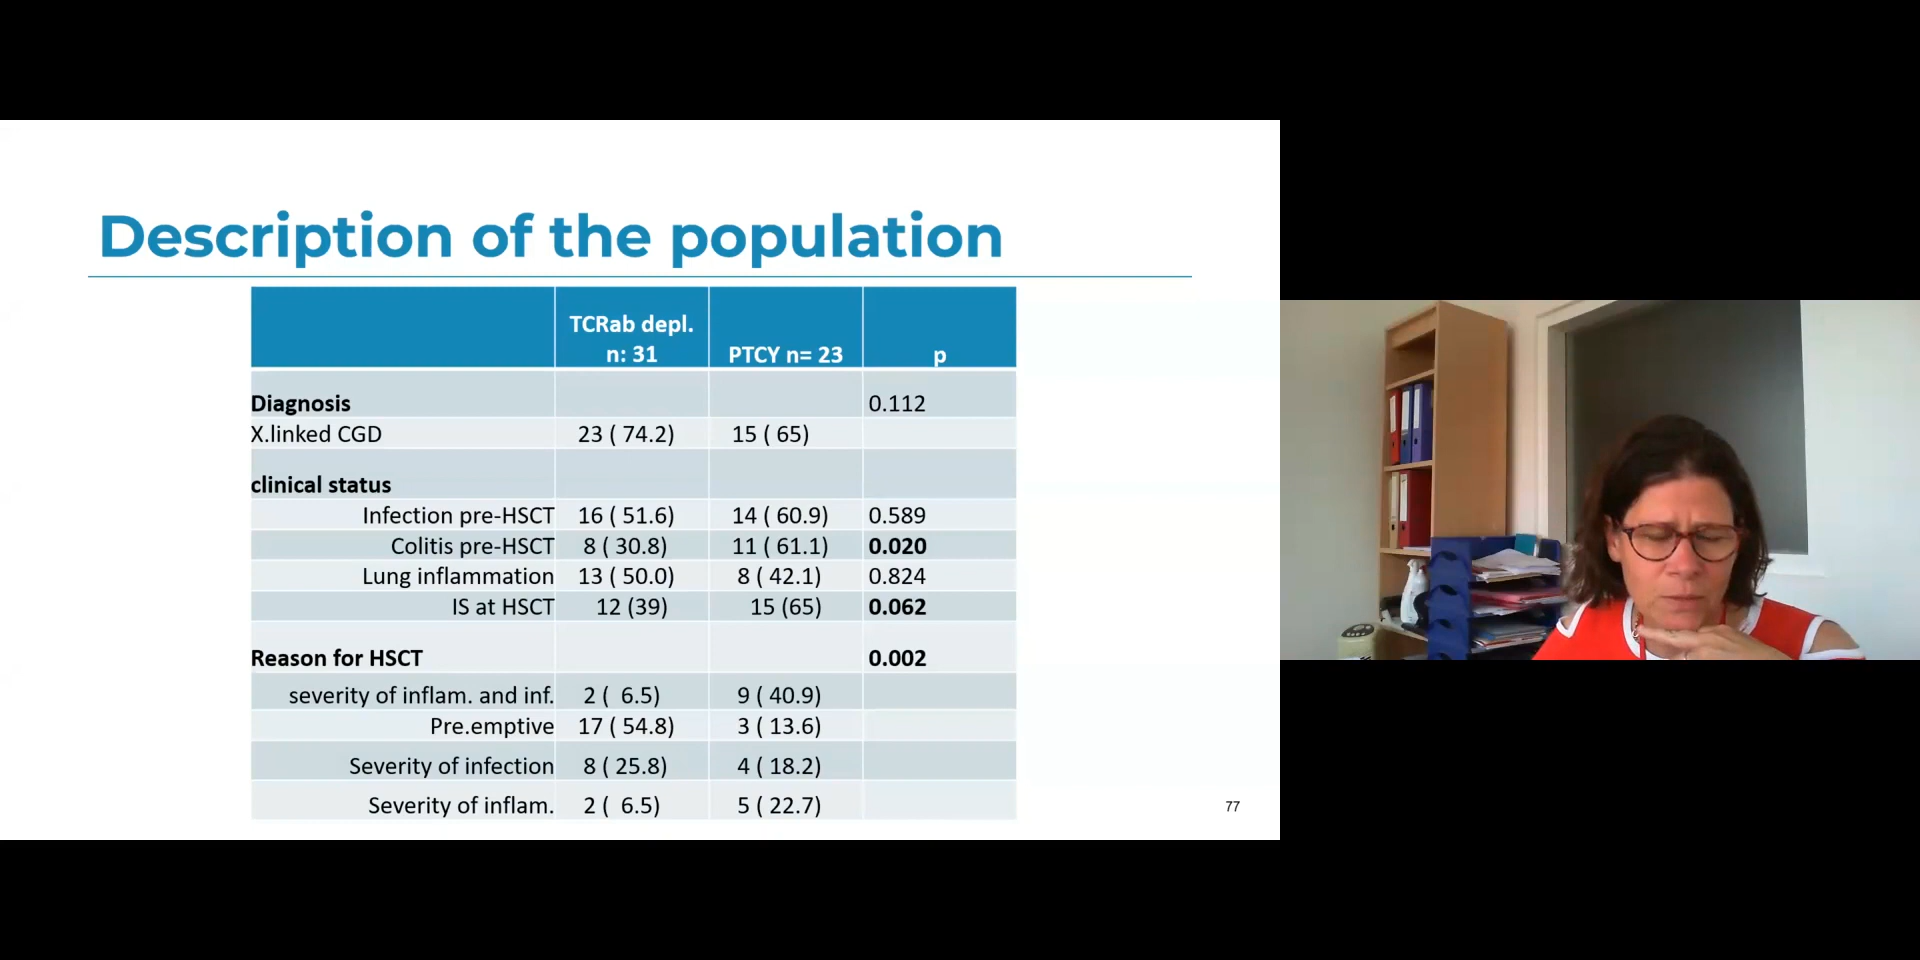 Description of the population
TCRab depl. n: 31 PTCY n= 23 p
Diagnosis 0.112
X.linked CGD 23 ( 74.2) 15 ( 65)
clinical status
Infection pre-HSCT 16 ( 51.6) 14 ( 60.9) 0.589
Colitis pre-HSCT 8 ( 30.8) 11 ( 61.1) 0.020
Lung inflammation 13 ( 50.0) 8 ( 42.1) 0.824
IS at HSCT 12 (39) 15 (65) 0.062
Reason for HSCT 0.002
severity of inflam. and inf. 2 ( 6.5) 9 ( 40.9)
Pre.emptive 17 ( 54.8) 3 ( 13.6)
Severity of infection 8 ( 25.8) 4 ( 18.2)
Severity of inflam. 2 ( 6.5) 5 ( 22.7)
77